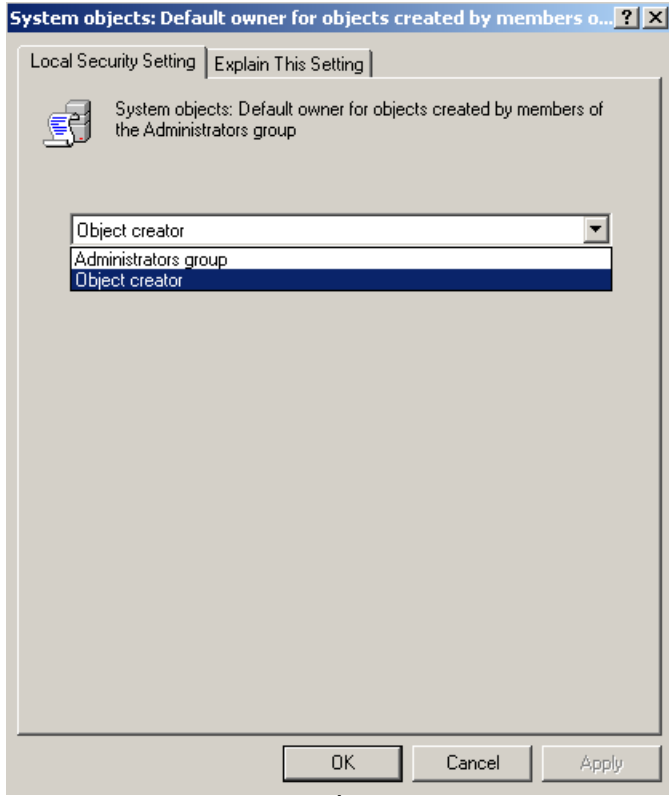 System objects: Default owner for objects created by members o...
Local Security Setting
Explain This Setting
System objects: Default owner for objects created by members of
the Administrators group
Object creator
Administrators group
Object creator
OK
Cancel
Apply